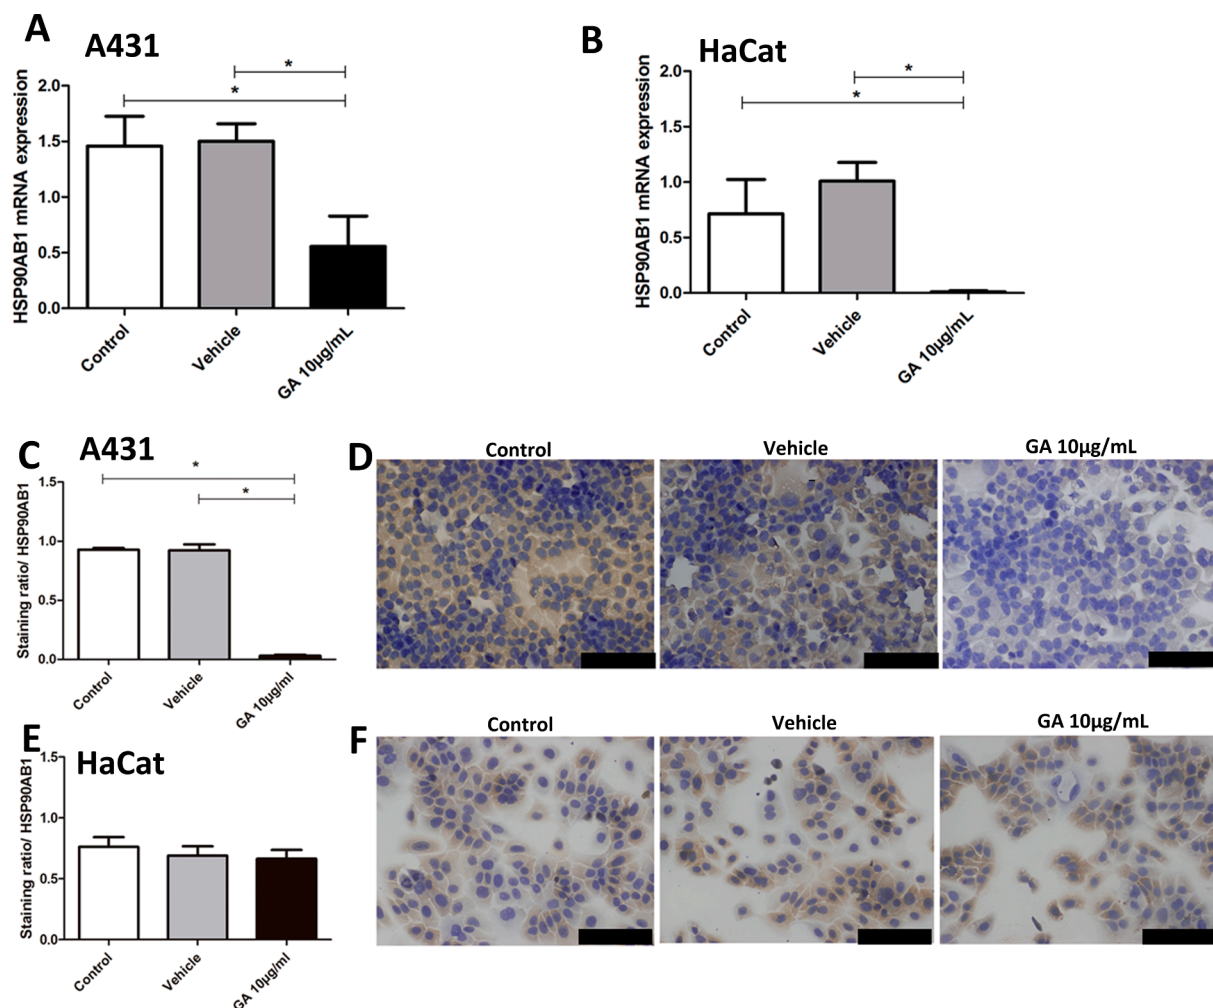 A
A431
*
*
HSP90AB1 mRNA expression
2.0
1.5
1.0
0.5
0.0
Control
Vehicle
GA 10µg/mL
B
HaCat
*
*
HSP90AB1 mRNA expression
2.0
1.5
1.0
0.5
0.0
Control
Vehicle
GA 10µg/mL
C
A431
*
*
Staining ratio/ HSP90AB1
1.5
1.0
0.5
0.0
Control
Vehicle
GA 10µg/ml
D
Control
Vehicle
GA 10µg/mL
E
HaCat
Staining ratio/ HSP90AB1
1.5
1.0
0.5
0.0
Control
Vehicle
GA 10µg/ml
F
Control
Vehicle
GA 10µg/mL